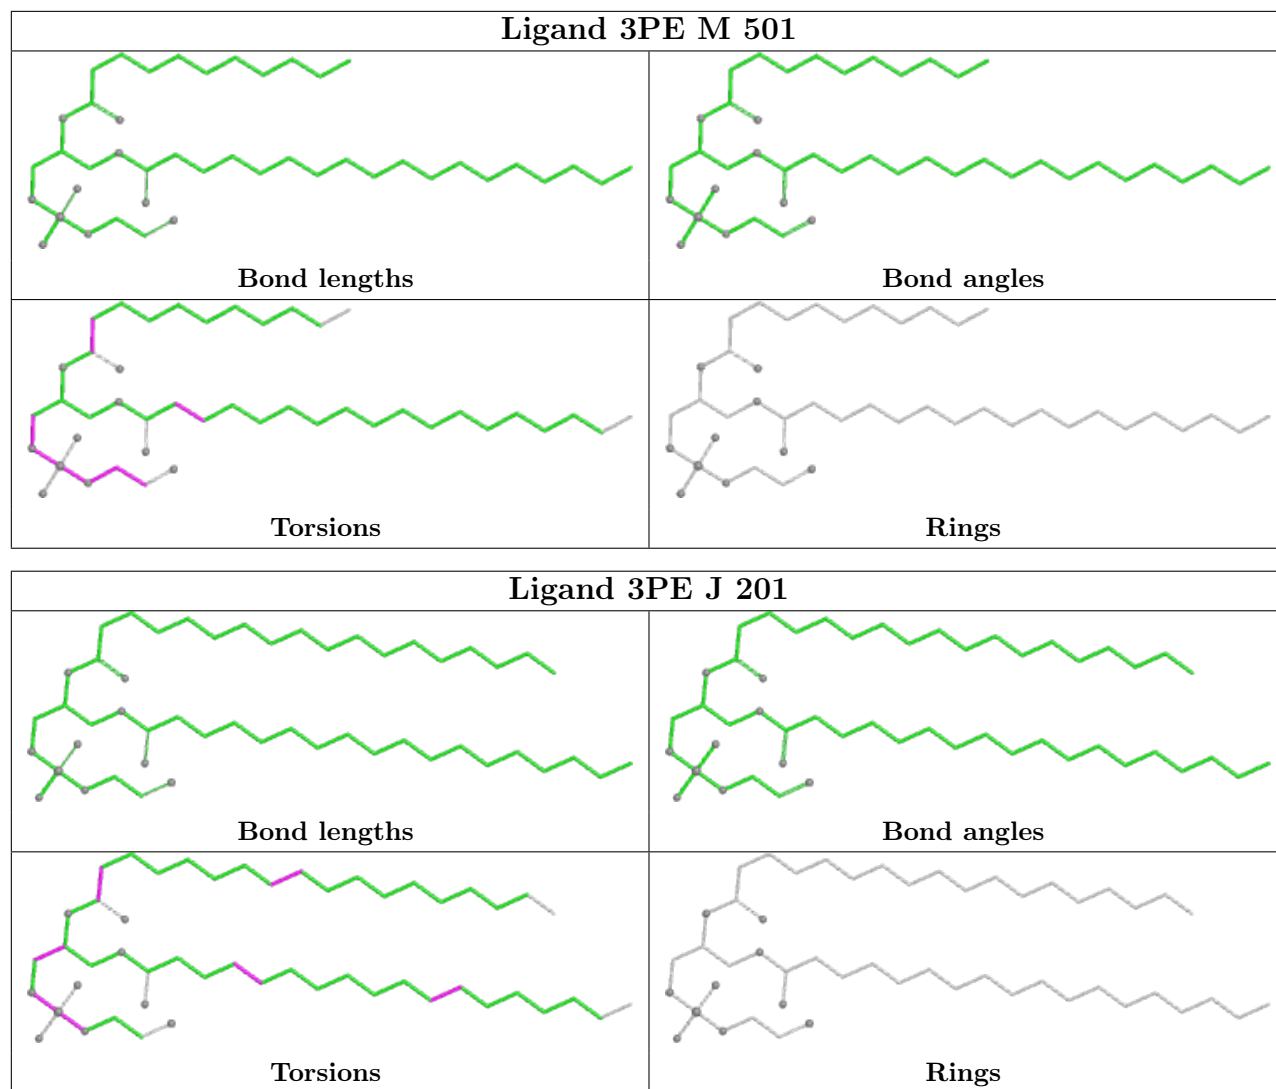 Ligand 3PE M 501
Bond lengths
Bond angles
Torsions
Rings
Ligand 3PE J 201
Bond lengths
Bond angles
Torsions
Rings